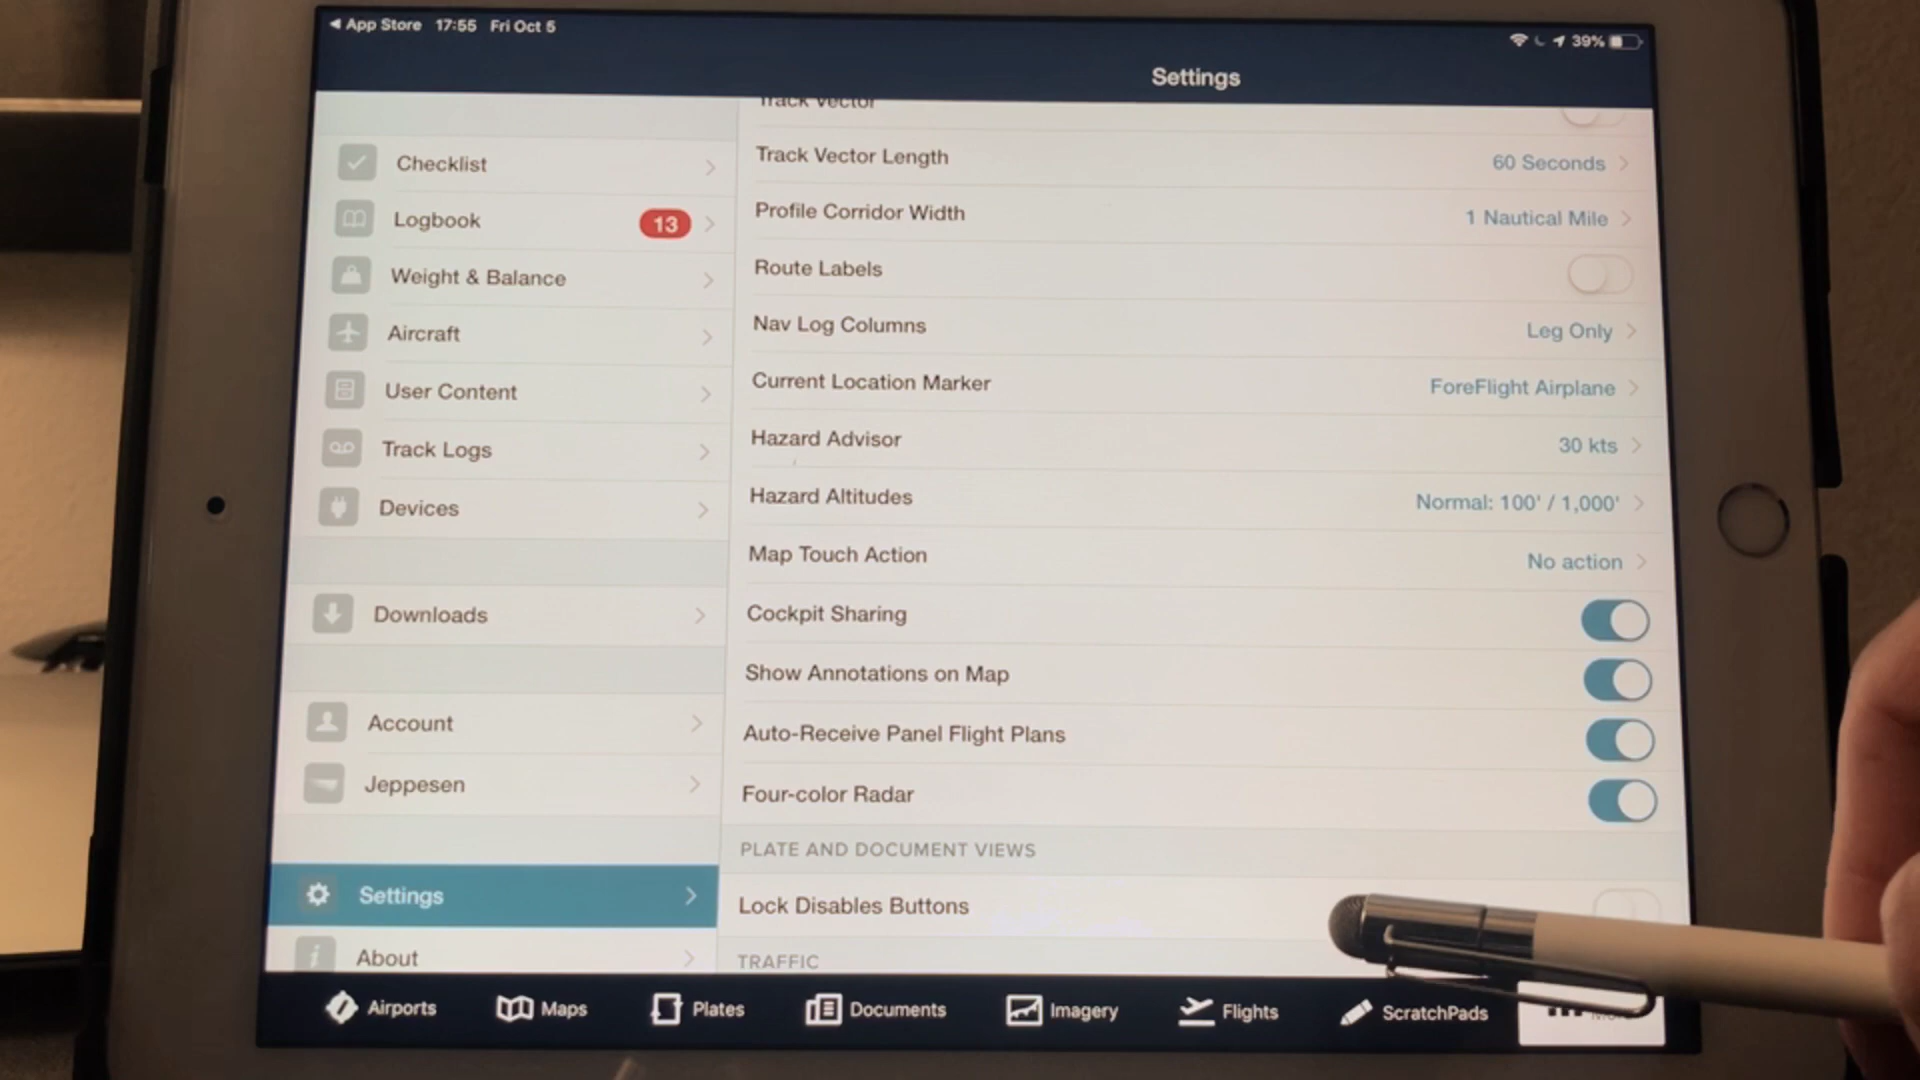 ◀ App Store 17:55 Fri Oct 5
39%
Settings
Checklist
Logbook 13
Weight & Balance
Aircraft
User Content
Track Logs
Devices
Downloads
Account
Jeppesen
Settings
About
Track Vector
Track Vector Length 60 Seconds
Profile Corridor Width 1 Nautical Mile
Route Labels
Nav Log Columns Leg Only
Current Location Marker ForeFlight Airplane
Hazard Advisor 30 kts
Hazard Altitudes Normal: 100' / 1,000'
Map Touch Action No action
Cockpit Sharing
Show Annotations on Map
Auto-Receive Panel Flight Plans
Four-color Radar
PLATE AND DOCUMENT VIEWS
Lock Disables Buttons
TRAFFIC
Airports Maps Plates Documents Imagery Flights ScratchPads